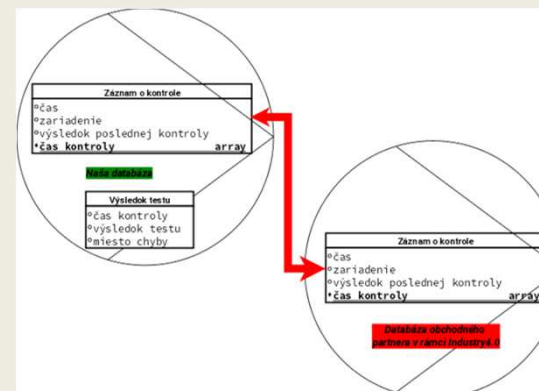 Záznam o kontrole
čas
zariadenie
výsledok poslednej kontroly
čas kontroly array
Naša databáza
Výsledok testu
čas kontroly
výsledok testu
miesto chyby
Záznam o kontrole
čas
zariadenie
výsledok poslednej kontroly
čas kontroly array
Databáza obchodného
partnera v rámci Industry4.0